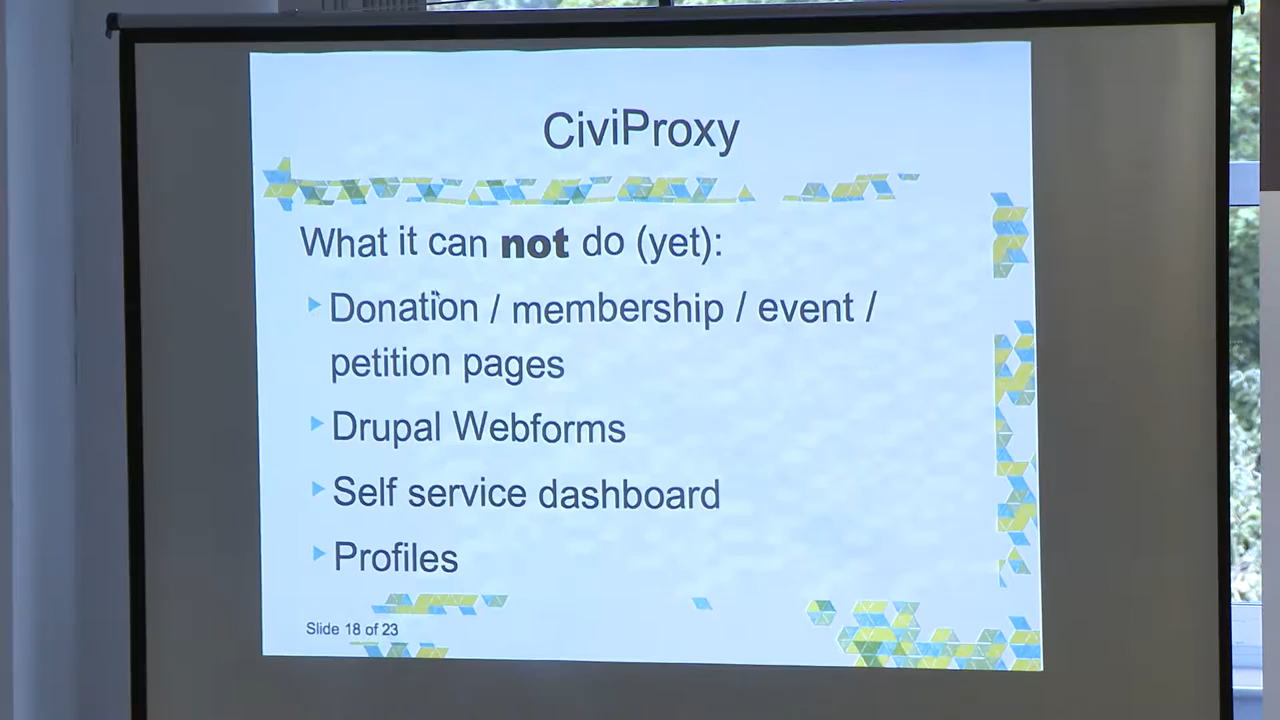 CiviProxy
What it can not do (yet):
Donation / membership / event /
petition pages
Drupal Webforms
Self service dashboard
Profiles
Slide 18 of 23